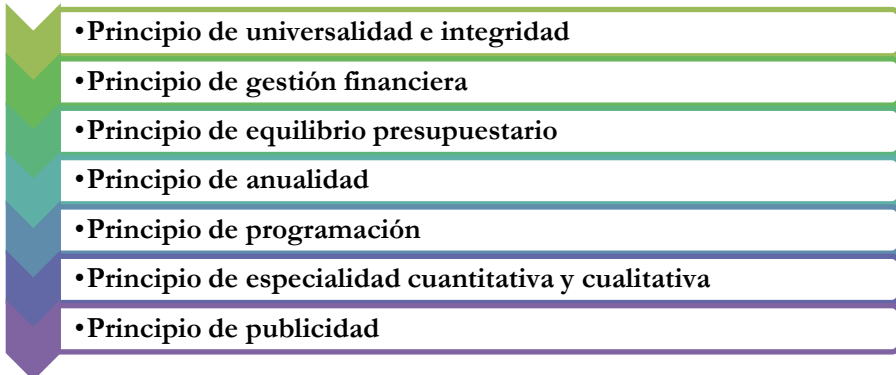 •Principio de universalidad e integridad
•Principio de gestión financiera
•Principio de equilibrio presupuestario
•Principio de anualidad
•Principio de programación
•Principio de especialidad cuantitativa y cualitativa
•Principio de publicidad